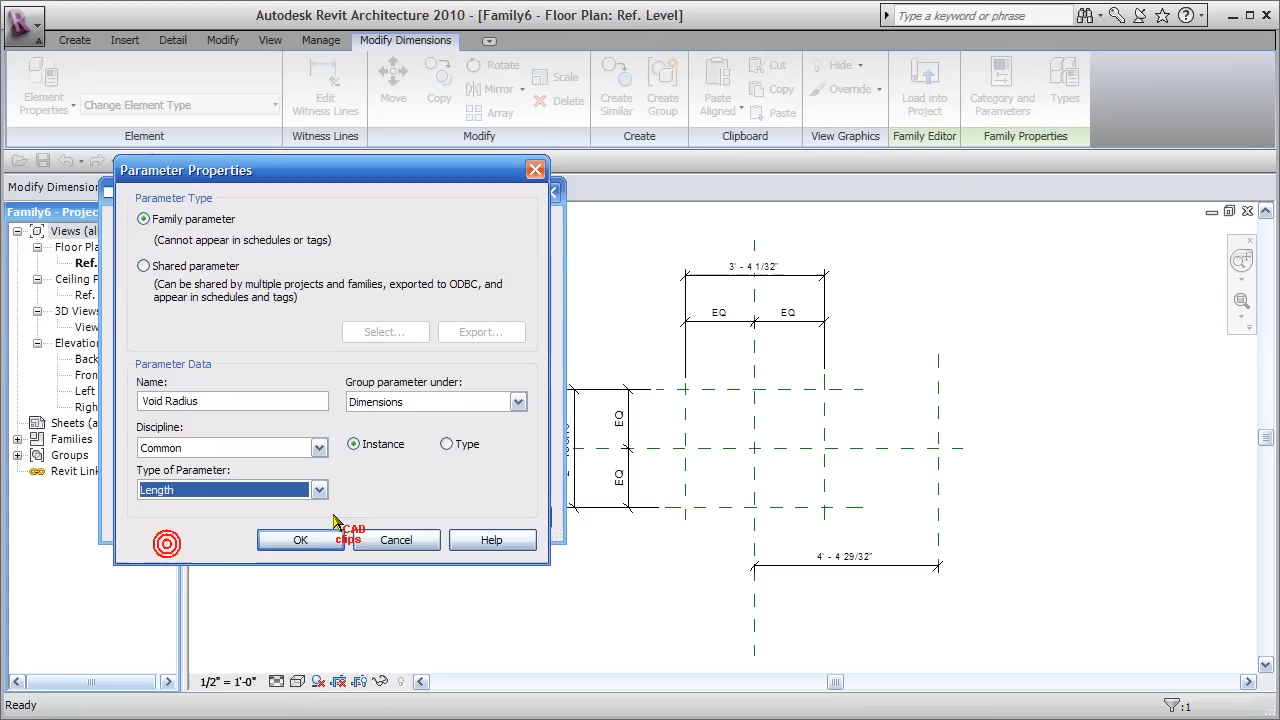 Autodesk Revit Architecture 2010 - [Family6 - Floor Plan: Ref. Level]
Type a keyword or phrase
Create Insert Detail Modify View Manage Modify Dimensions
Element Properties
Change Element Type
Edit Witness Lines
Move
Copy
Rotate
Mirror
Array
Scale
Delete
Create Similar
Create Group
Paste Aligned
Cut
Copy
Paste
Hide
Override
Load into Project
Category and Parameters
Types
Element
Witness Lines
Modify
Create
Clipboard
View Graphics
Family Editor
Family Properties
Modify Dimension
Family6 - Projec
Views (al
Floor Pla
Ref.
Ceiling P
Ref.
3D Views
View
Elevation
Back
Fron
Left
Righ
Sheets (a
Families
Groups
Revit Link
Parameter Properties
Parameter Type
Family parameter
(Cannot appear in schedules or tags)
Shared parameter
(Can be shared by multiple projects and families, exported to ODBC, and
appear in schedules and tags)
Select...
Export...
Parameter Data
Name:
Void Radius
Group parameter under:
Dimensions
Discipline:
Common
Instance
Type
Type of Parameter:
Length
OK
Cancel
Help
CAD
clips
3' - 4 1/32"
EQ
EQ
EQ
EQ
4' - 4 29/32"
1/2" = 1'-0"
Ready
:1